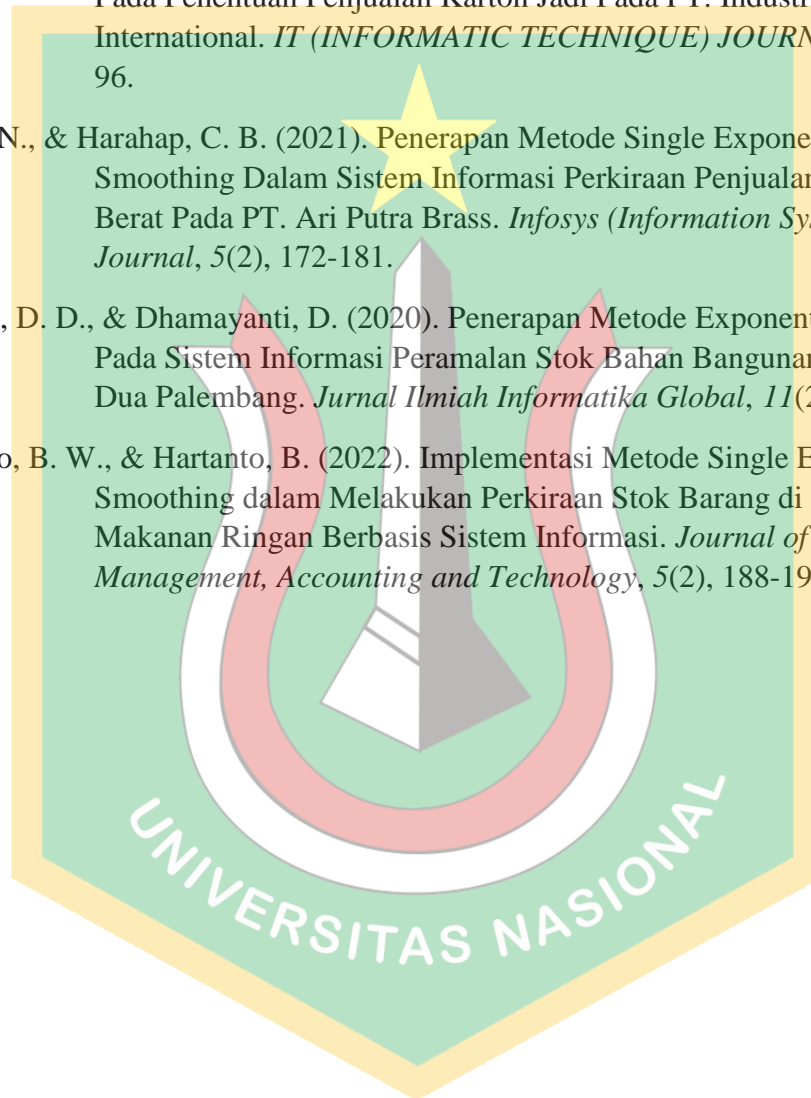 Pada Penentuan Penjualan Karton Jadi Pada PT. Industri
International. IT (INFORMATIC TECHNIQUE) JOURN
96.
N., & Harahap, C. B. (2021). Penerapan Metode Single Expone
Smoothing Dalam Sistem Informasi Perkiraan Penjualan
Berat Pada PT. Ari Putra Brass. Infosys (Information Sys
Journal, 5(2), 172-181.
, D. D., & Dhamayanti, D. (2020). Penerapan Metode Exponent
Pada Sistem Informasi Peramalan Stok Bahan Bangunan
Dua Palembang. Jurnal Ilmiah Informatika Global, 11(2
o, B. W., & Hartanto, B. (2022). Implementasi Metode Single E
Smoothing dalam Melakukan Perkiraan Stok Barang di
Makanan Ringan Berbasis Sistem Informasi. Journal of
Management, Accounting and Technology, 5(2), 188-19
UNIVERSITAS NASIONAL